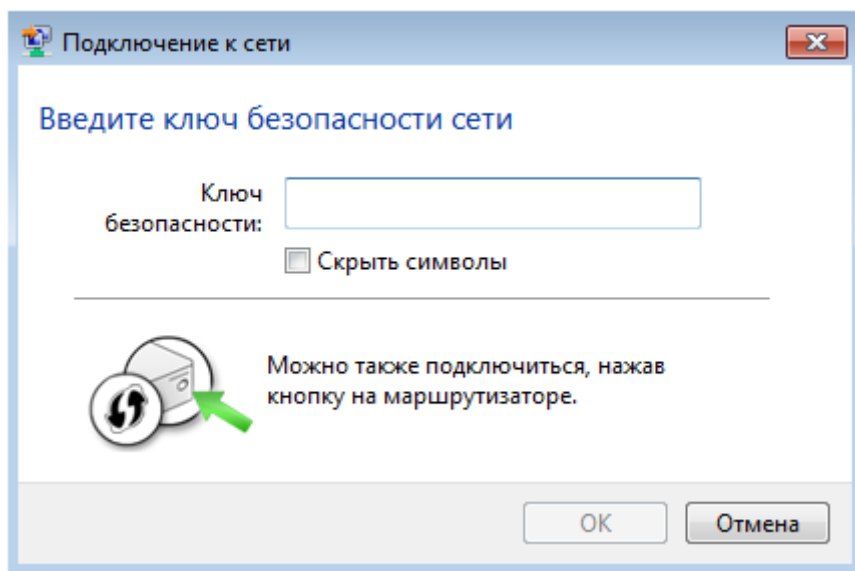 Подключение к сети
Введите ключ безопасности сети
Ключ
безопасности:
Скрыть символы
Можно также подключиться, нажав
кнопку на маршрутизаторе.
OK
Отмена